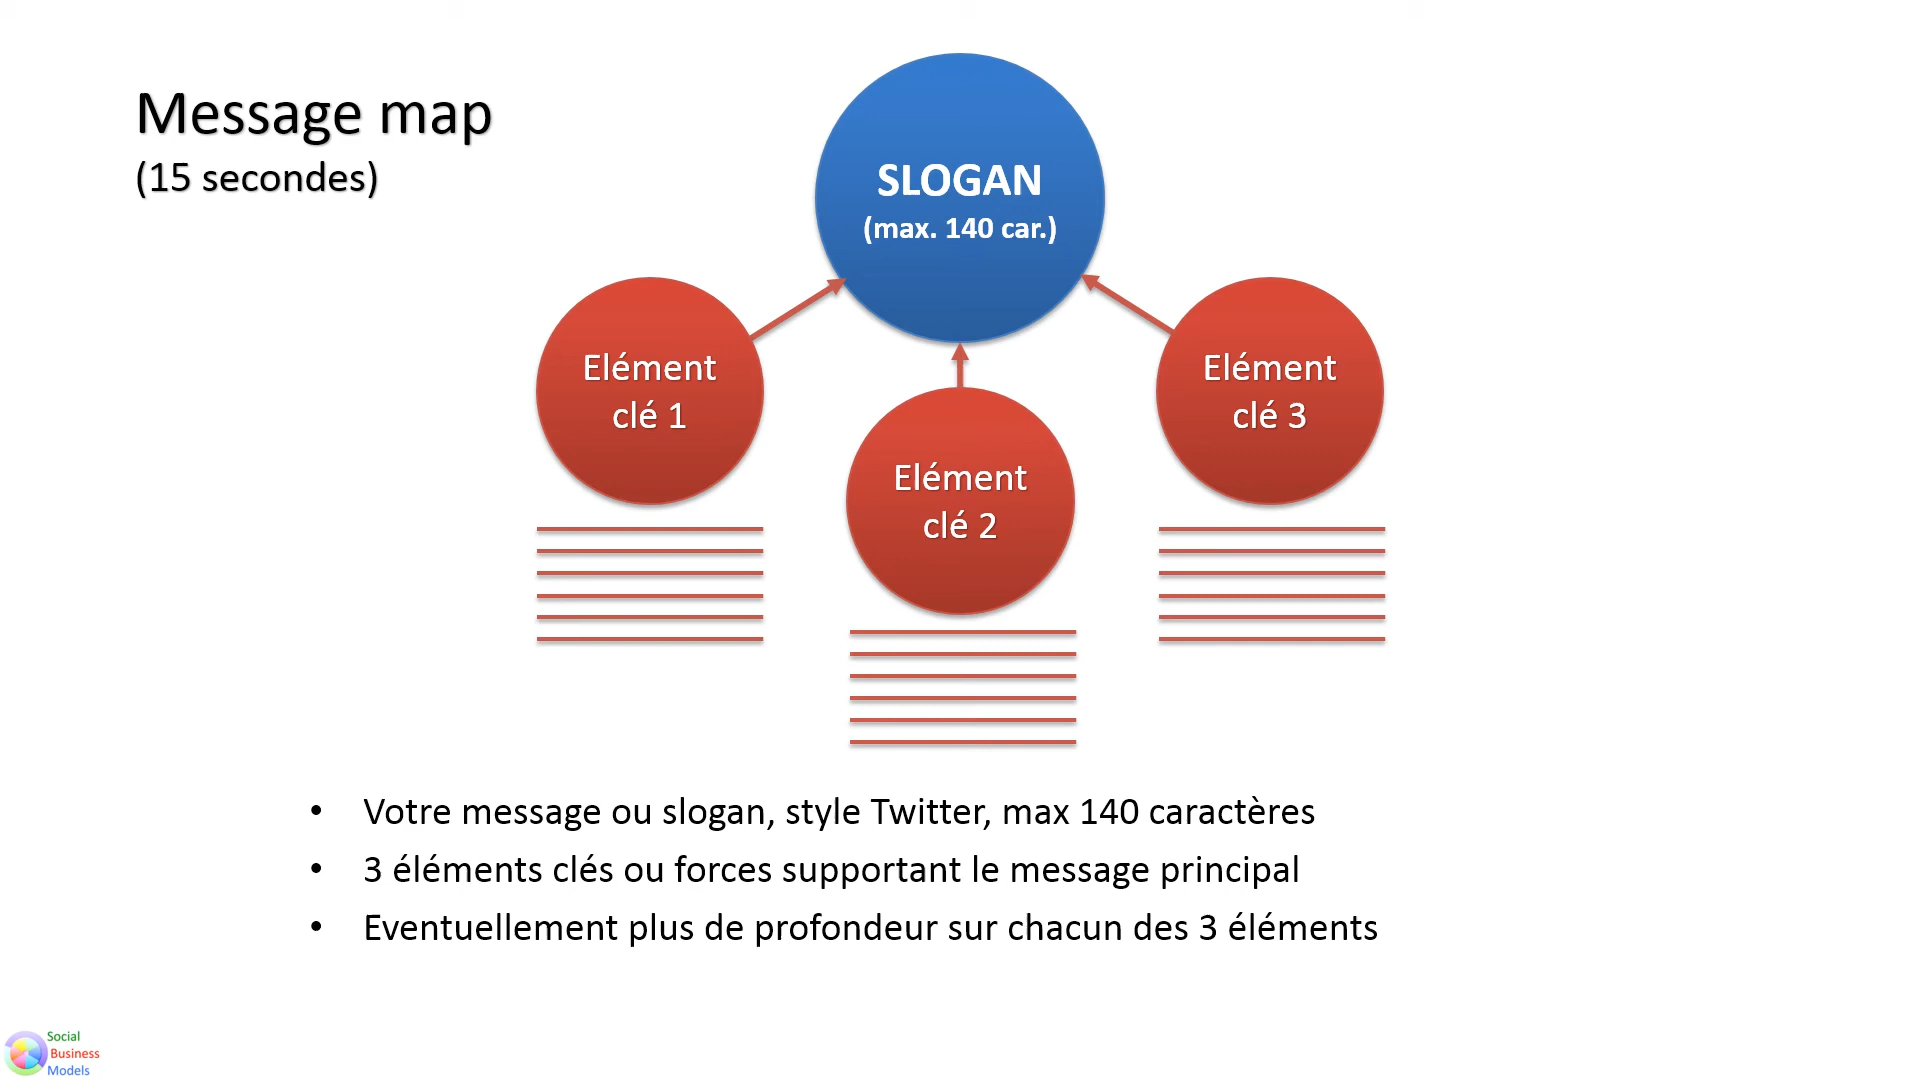 Message map
(15 secondes)
SLOGAN
(max. 140 car.)
Elément
clé 1
Elément
clé 2
Elément
clé 3
• Votre message ou slogan, style Twitter, max 140 caractères
• 3 éléments clés ou forces supportant le message principal
• Eventuellement plus de profondeur sur chacun des 3 éléments
Social
Business
Models